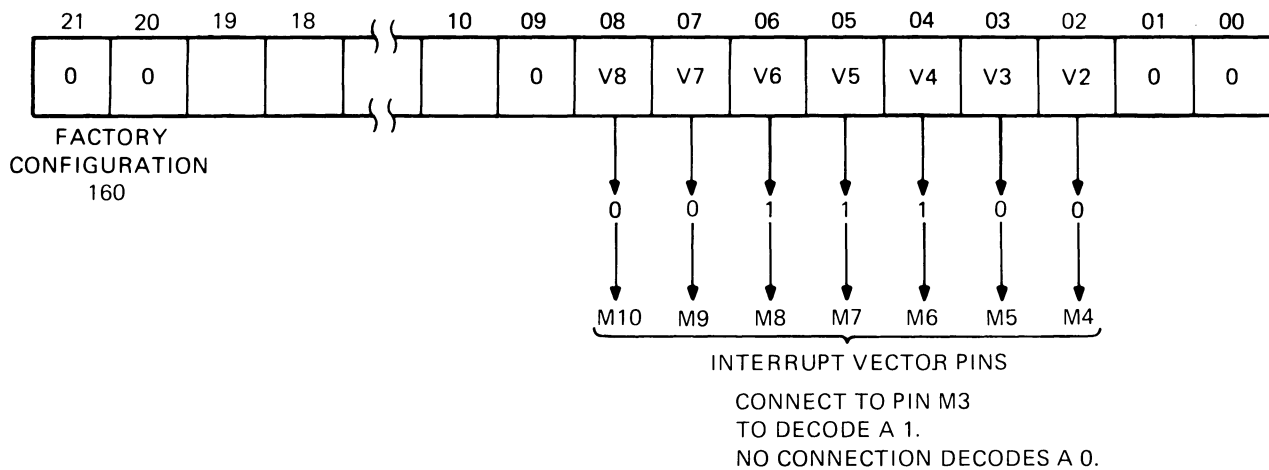 21 20 19 18 10 09 08 07 06 05 04 03 02 01 00
0 0 0 V8 V7 V6 V5 V4 V3 V2 0 0
FACTORY
CONFIGURATION
160
0 0 1 1 1 0 0
M10 M9 M8 M7 M6 M5 M4
INTERRUPT VECTOR PINS
CONNECT TO PIN M3
TO DECODE A 1.
NO CONNECTION DECODES A 0.